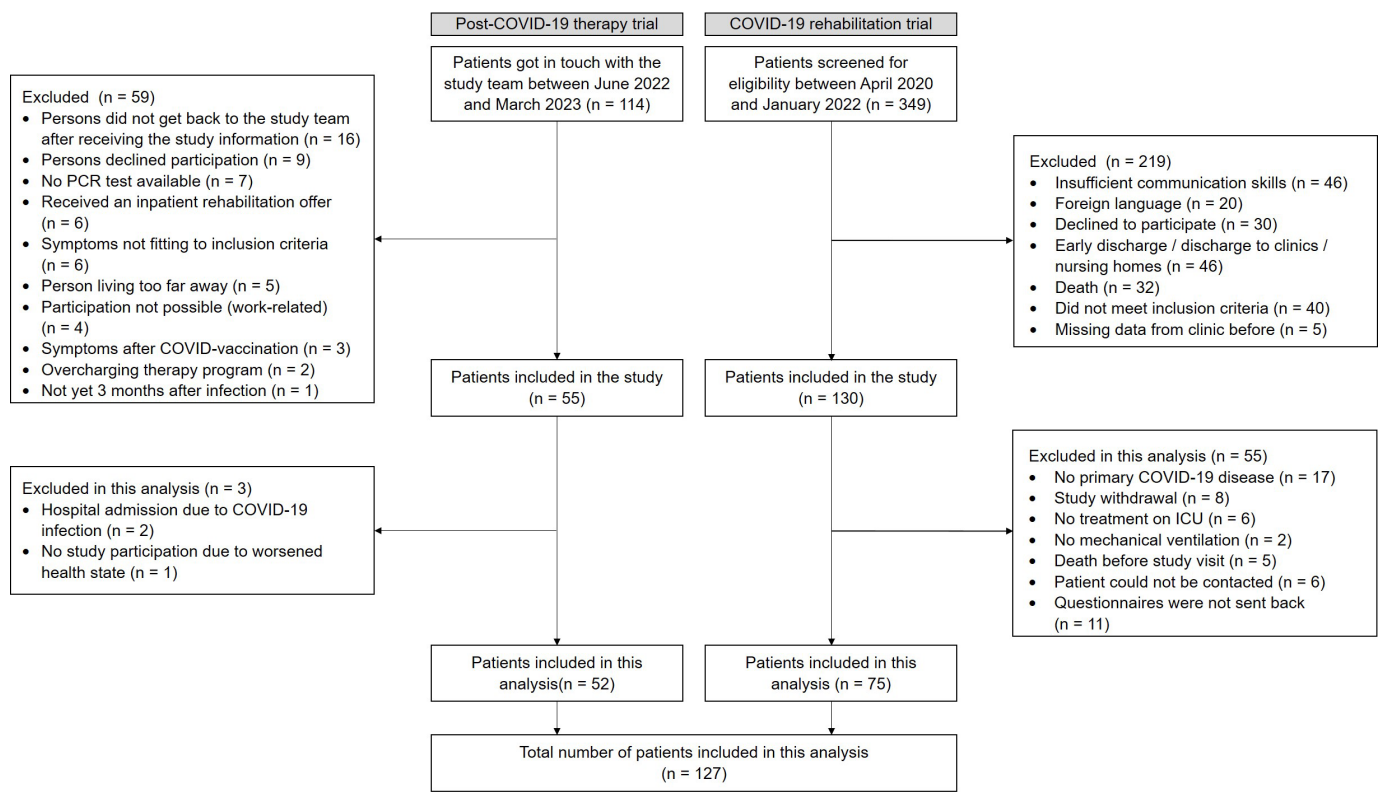 Post-COVID-19 therapy trial
COVID-19 rehabilitation trial
Patients got in touch with the
study team between June 2022
and March 2023 (n = 114)
Patients screened for
eligibility between April 2020
and January 2022 (n = 349)
Excluded (n = 59)
• Persons did not get back to the study team
after receiving the study information (n = 16)
• Persons declined participation (n = 9)
• No PCR test available (n = 7)
• Received an inpatient rehabilitation offer
(n = 6)
• Symptoms not fitting to inclusion criteria
(n = 6)
• Person living too far away (n = 5)
• Participation not possible (work-related)
(n = 4)
• Symptoms after COVID-vaccination (n = 3)
• Overcharging therapy program (n = 2)
• Not yet 3 months after infection (n = 1)
Excluded (n = 219)
• Insufficient communication skills (n = 46)
• Foreign language (n = 20)
• Declined to participate (n = 30)
• Early discharge / discharge to clinics /
nursing homes (n = 46)
• Death (n = 32)
• Did not meet inclusion criteria (n = 40)
• Missing data from clinic before (n = 5)
Patients included in the study
(n = 55)
Patients included in the study
(n = 130)
Excluded in this analysis (n = 3)
• Hospital admission due to COVID-19
infection (n = 2)
• No study participation due to worsened
health state (n = 1)
Excluded in this analysis (n = 55)
• No primary COVID-19 disease (n = 17)
• Study withdrawal (n = 8)
• No treatment on ICU (n = 6)
• No mechanical ventilation (n = 2)
• Death before study visit (n = 5)
• Patient could not be contacted (n = 6)
• Questionnaires were not sent back
(n = 11)
Patients included in this
analysis(n = 52)
Patients included in this
analysis (n = 75)
Total number of patients included in this analysis
(n = 127)